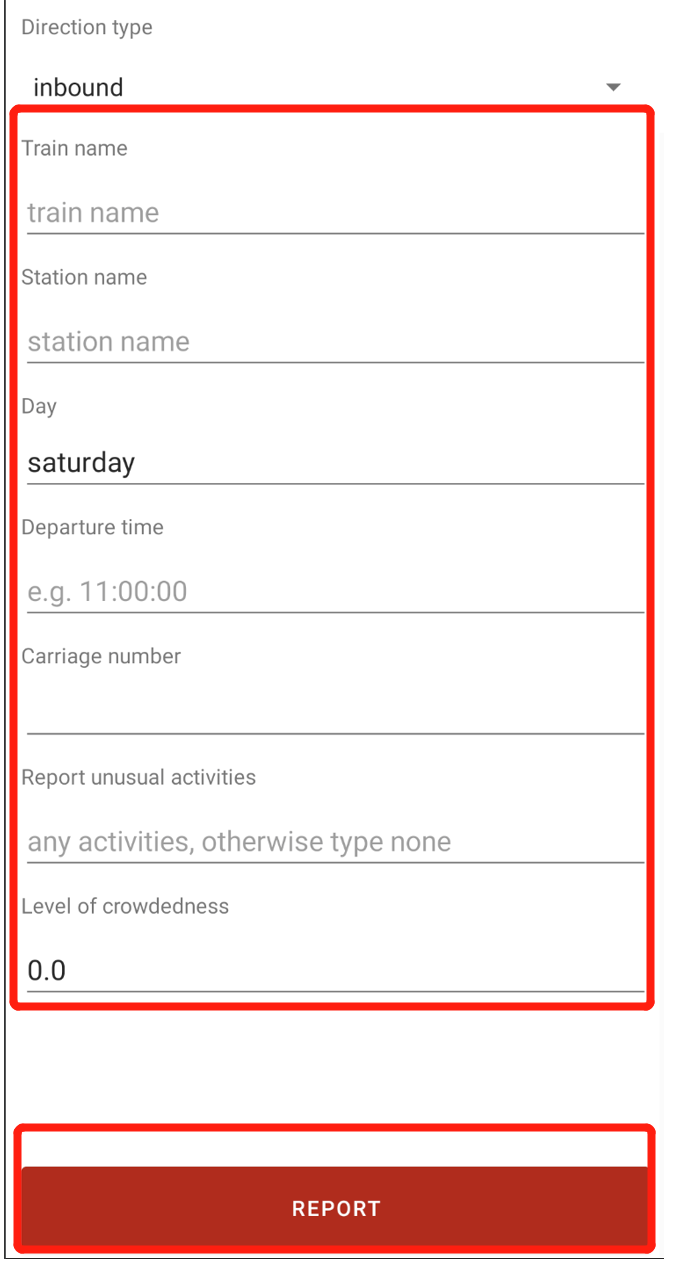 Direction type
inbound
Train name
train name
Station name
station name
Day
saturday
Departure time
e.g. 11:00:00
Carriage number
Report unusual activities
any activities, otherwise type none
Level of crowdedness
0.0
REPORT